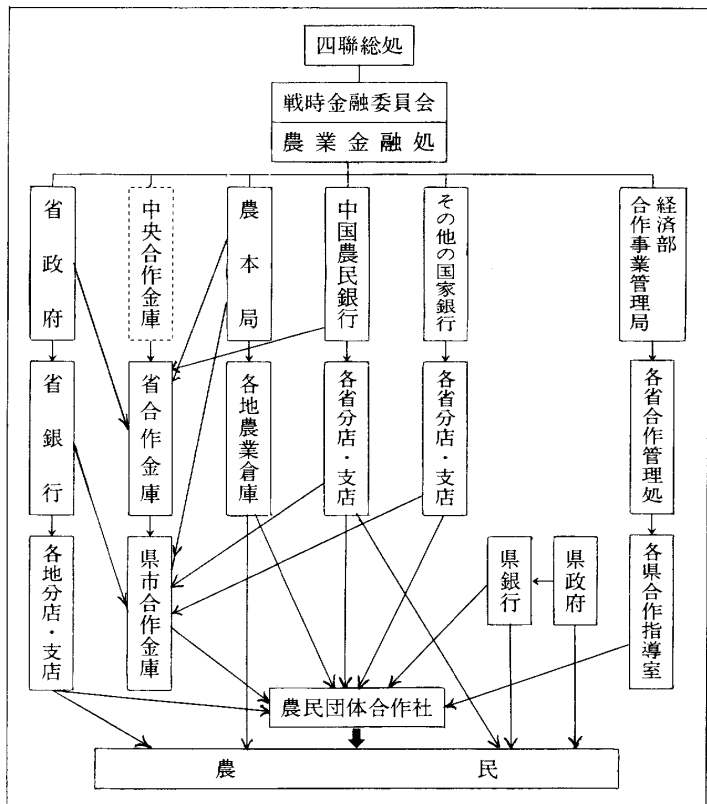 四聯総処
戦時金融委員会
農業金融処
省政府
中央合作金庫
農本局
中国農民銀行
その他の国家銀行
経済部
合作事業管理局
省銀行
省合作金庫
各地農業倉庫
各省分店・支店
各省分店・支店
各省合作管理処
各地分店・支店
県市合作金庫
県銀行
県政府
各県合作指導室
農民団体合作社
農民